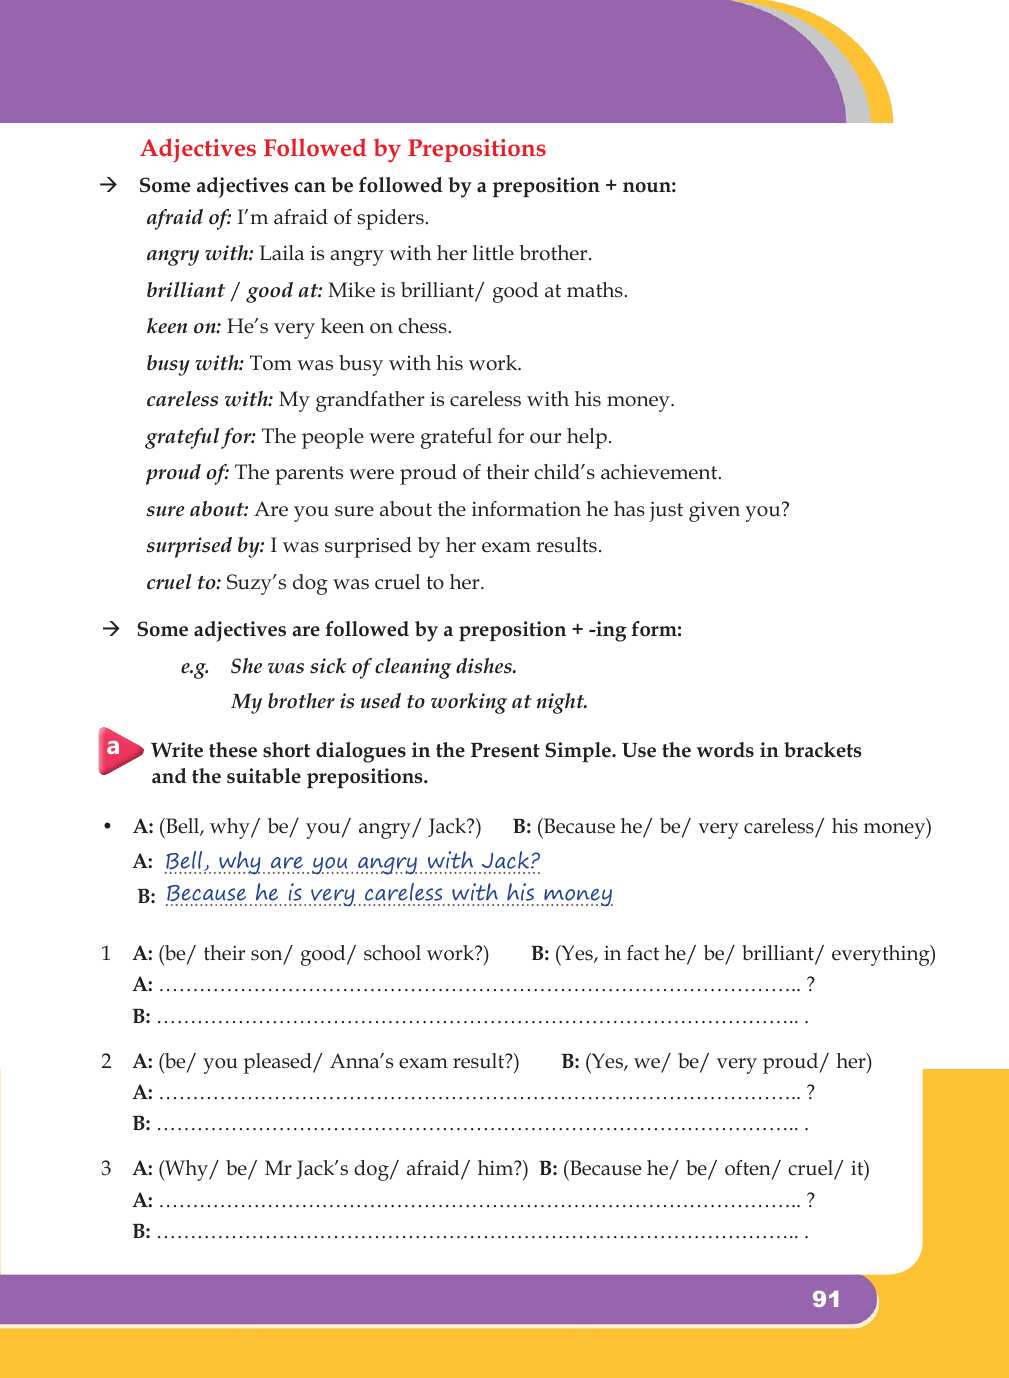 Adjectives Followed by Prepositions
→ Some adjectives can be followed by a preposition + noun:
afraid of: I’m afraid of spiders.
angry with: Laila is angry with her little brother.
brilliant / good at: Mike is brilliant/ good at maths.
keen on: He’s very keen on chess.
busy with: Tom was busy with his work.
careless with: My grandfather is careless with his money.
grateful for: The people were grateful for our help.
proud of: The parents were proud of their child’s achievement.
sure about: Are you sure about the information he has just given you?
surprised by: I was surprised by her exam results.
cruel to: Suzy’s dog was cruel to her.
→ Some adjectives are followed by a preposition + -ing form:
e.g. She was sick of cleaning dishes.
My brother is used to working at night.
a Write these short dialogues in the Present Simple. Use the words in brackets
and the suitable prepositions.
• A: (Bell, why/ be/ you/ angry/ Jack?) B: (Because he/ be/ very careless/ his money)
A: Bell, why are you angry with Jack?
B: Because he is very careless with his money
1 A: (be/ their son/ good/ school work?) B: (Yes, in fact he/ be/ brilliant/ everything)
A: ………………………………………………………………………………….. ?
B: ………………………………………………………………………………….. .
2 A: (be/ you pleased/ Anna’s exam result?) B: (Yes, we/ be/ very proud/ her)
A: ………………………………………………………………………………….. ?
B: ………………………………………………………………………………….. .
3 A: (Why/ be/ Mr Jack’s dog/ afraid/ him?) B: (Because he/ be/ often/ cruel/ it)
A: ………………………………………………………………………………….. ?
B: ………………………………………………………………………………….. .
91